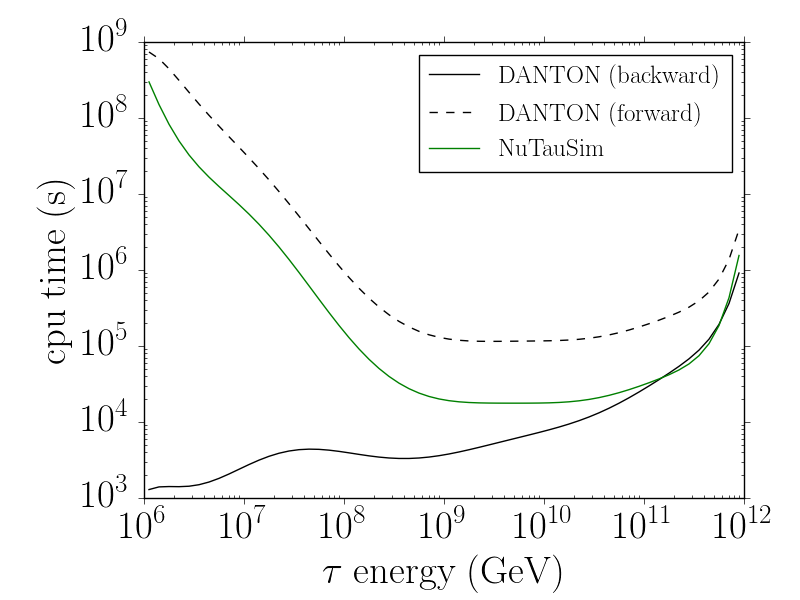 10^9
10^8
10^7
10^6
10^5
10^4
10^3
cpu time (s)
DANTON (backward)
DANTON (forward)
NuTauSim
10^6 10^7 10^8 10^9 10^10 10^11 10^12
τ energy (GeV)